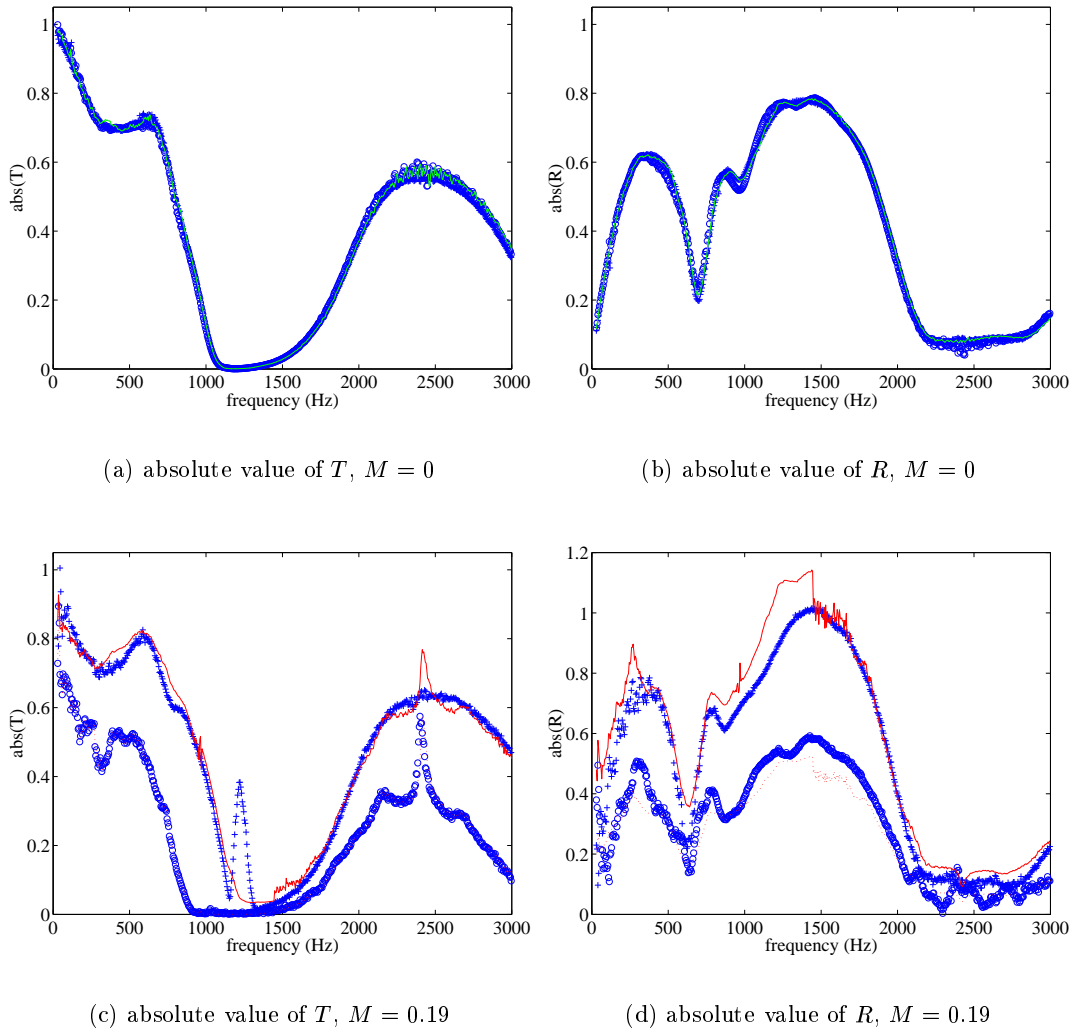 1
0.8
0.6
0.4
0.2
0
abs(T)
0 500 1000 1500 2000 2500 3000
frequency (Hz)
1
0.8
0.6
0.4
0.2
0
abs(R)
0 500 1000 1500 2000 2500 3000
frequency (Hz)
(a) absolute value of T, M = 0
(b) absolute value of R, M = 0
1
0.8
0.6
0.4
0.2
0
abs(T)
0 500 1000 1500 2000 2500 3000
frequency (Hz)
1.2
1
0.8
0.6
0.4
0.2
0
abs(R)
0 500 1000 1500 2000 2500 3000
frequency (Hz)
(c) absolute value of T, M = 0.19
(d) absolute value of R, M = 0.19